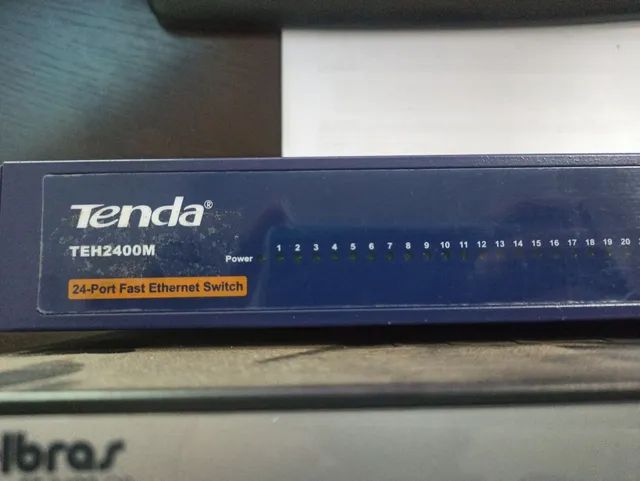 Tenda®
TEH2400M
Power 1 2 3 4 5 6 7 8 9 10 11 12 13 14 15 16 17 18 19 20
24-Port Fast Ethernet Switch
lbras